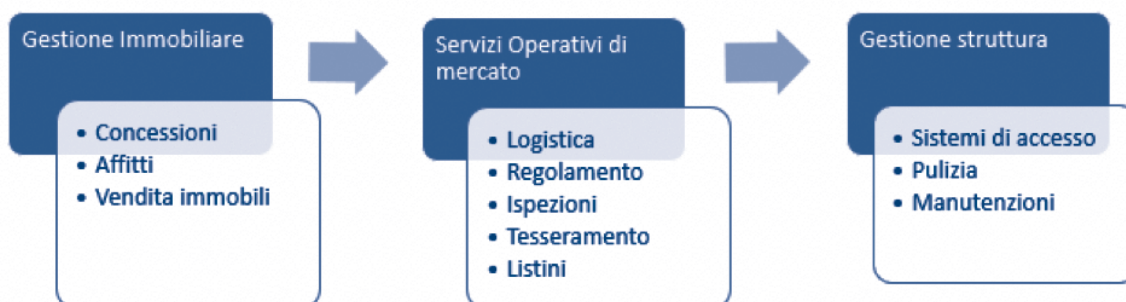 Gestione Immobiliare
• Concessioni
• Affitti
• Vendita immobili
Servizi Operativi di
mercato
• Logistica
• Regolamento
• Ispezioni
• Tesseramento
• Listini
Gestione struttura
• Sistemi di accesso
• Pulizia
• Manutenzioni